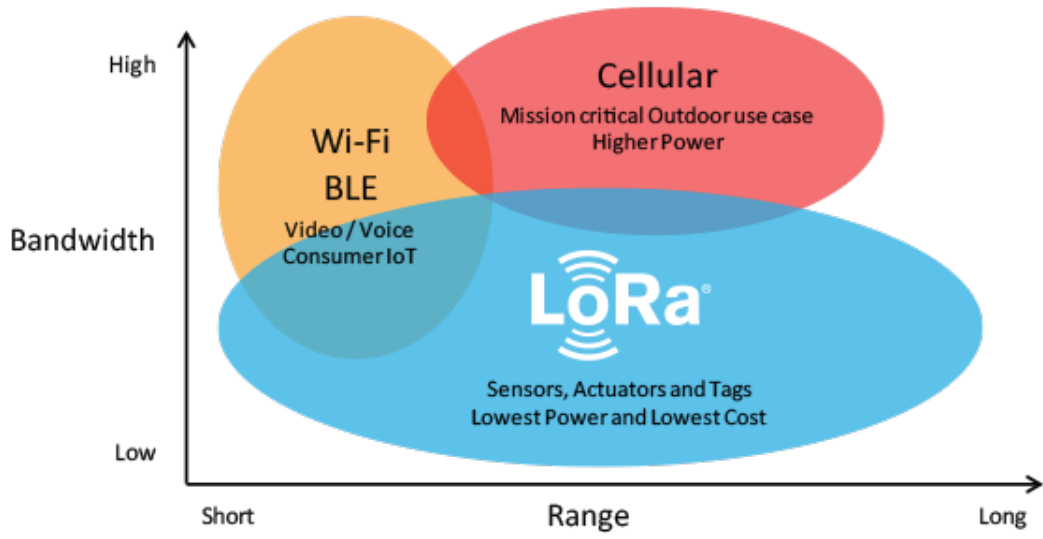 High
Cellular
Mission critical Outdoor use case
Higher Power
Wi-Fi
BLE
Video / Voice
Consumer IoT
Bandwidth
LoRa®
Sensors, Actuators and Tags
Lowest Power and Lowest Cost
Low
Short
Range
Long